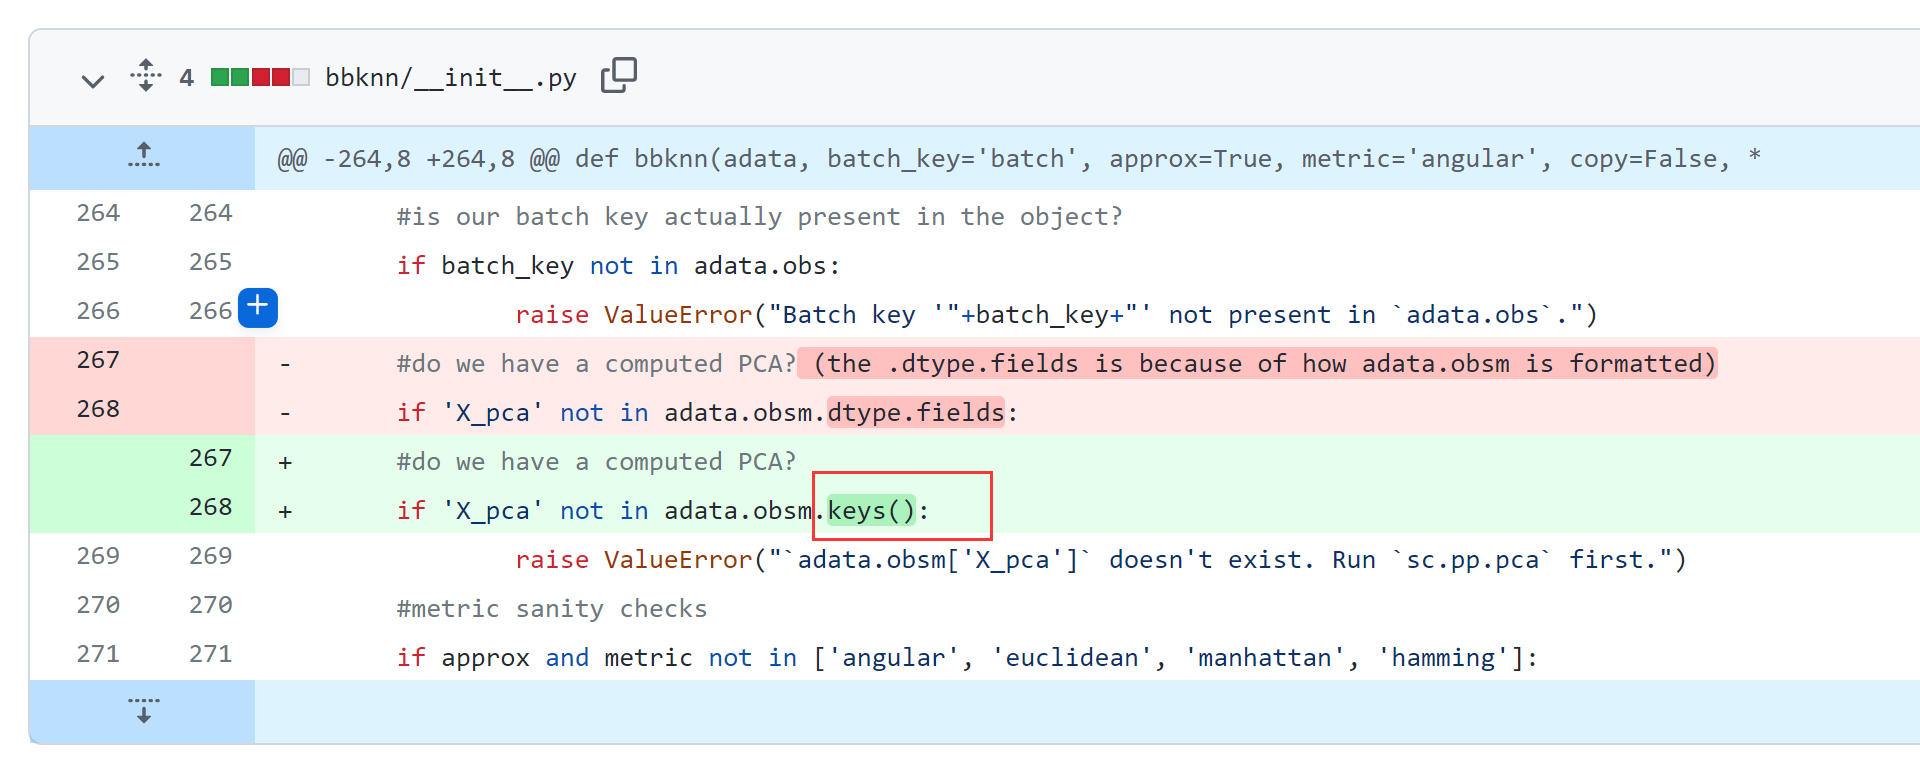 4 bbknn/__init__.py
@@ -264,8 +264,8 @@ def bbknn(adata, batch_key='batch', approx=True, metric='angular', copy=False, *
264 264 #is our batch key actually present in the object?
265 265 if batch_key not in adata.obs:
266 266 raise ValueError("Batch key '"+batch_key+"' not present in `adata.obs`.")
267 - #do we have a computed PCA? (the .dtype.fields is because of how adata.obsm is formatted)
268 - if 'X_pca' not in adata.obsm.dtype.fields:
267 + #do we have a computed PCA?
268 + if 'X_pca' not in adata.obsm.keys():
269 269 raise ValueError("`adata.obsm['X_pca']` doesn't exist. Run `sc.pp.pca` first.")
270 270 #metric sanity checks
271 271 if approx and metric not in ['angular', 'euclidean', 'manhattan', 'hamming']: